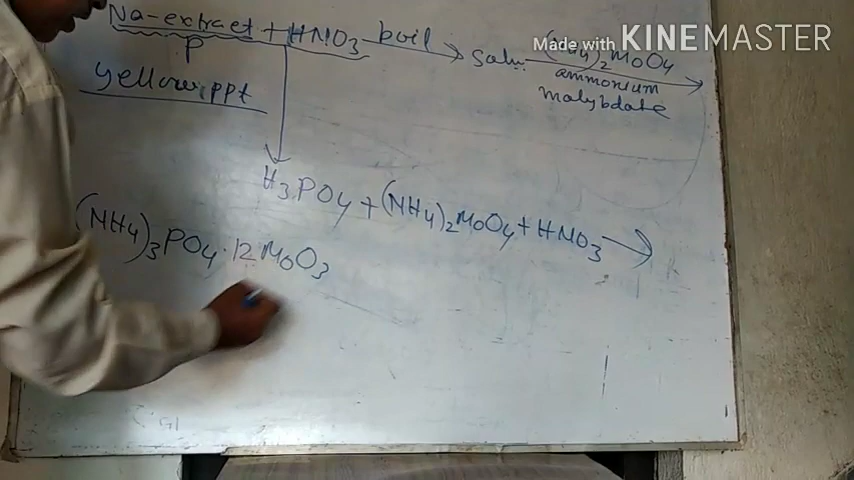 Na-extract + HNO3 boil Soln. (NH4)2MoO4
P ammonium
yellow ppt malybdate
H3PO4 + (NH4)2MoO4 + HNO3
(NH4)3PO4.12MoO3
Made with KINEMASTER